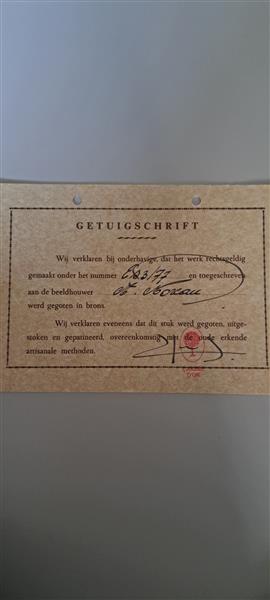 GETUIGSCHRIFT
Wij verklaren bij onderhavige, dat het werk rechtsgeldig
gemaakt onder het nummer 683/77 en toegeschreven
aan de beeldhouwer
werd gegoten in brons.
Wij verklaren eveneens dat dit stuk werd gegoten, uitge-
stoken en gepatineerd, overeenkomstig met de oude erkende
artisanale methoden.